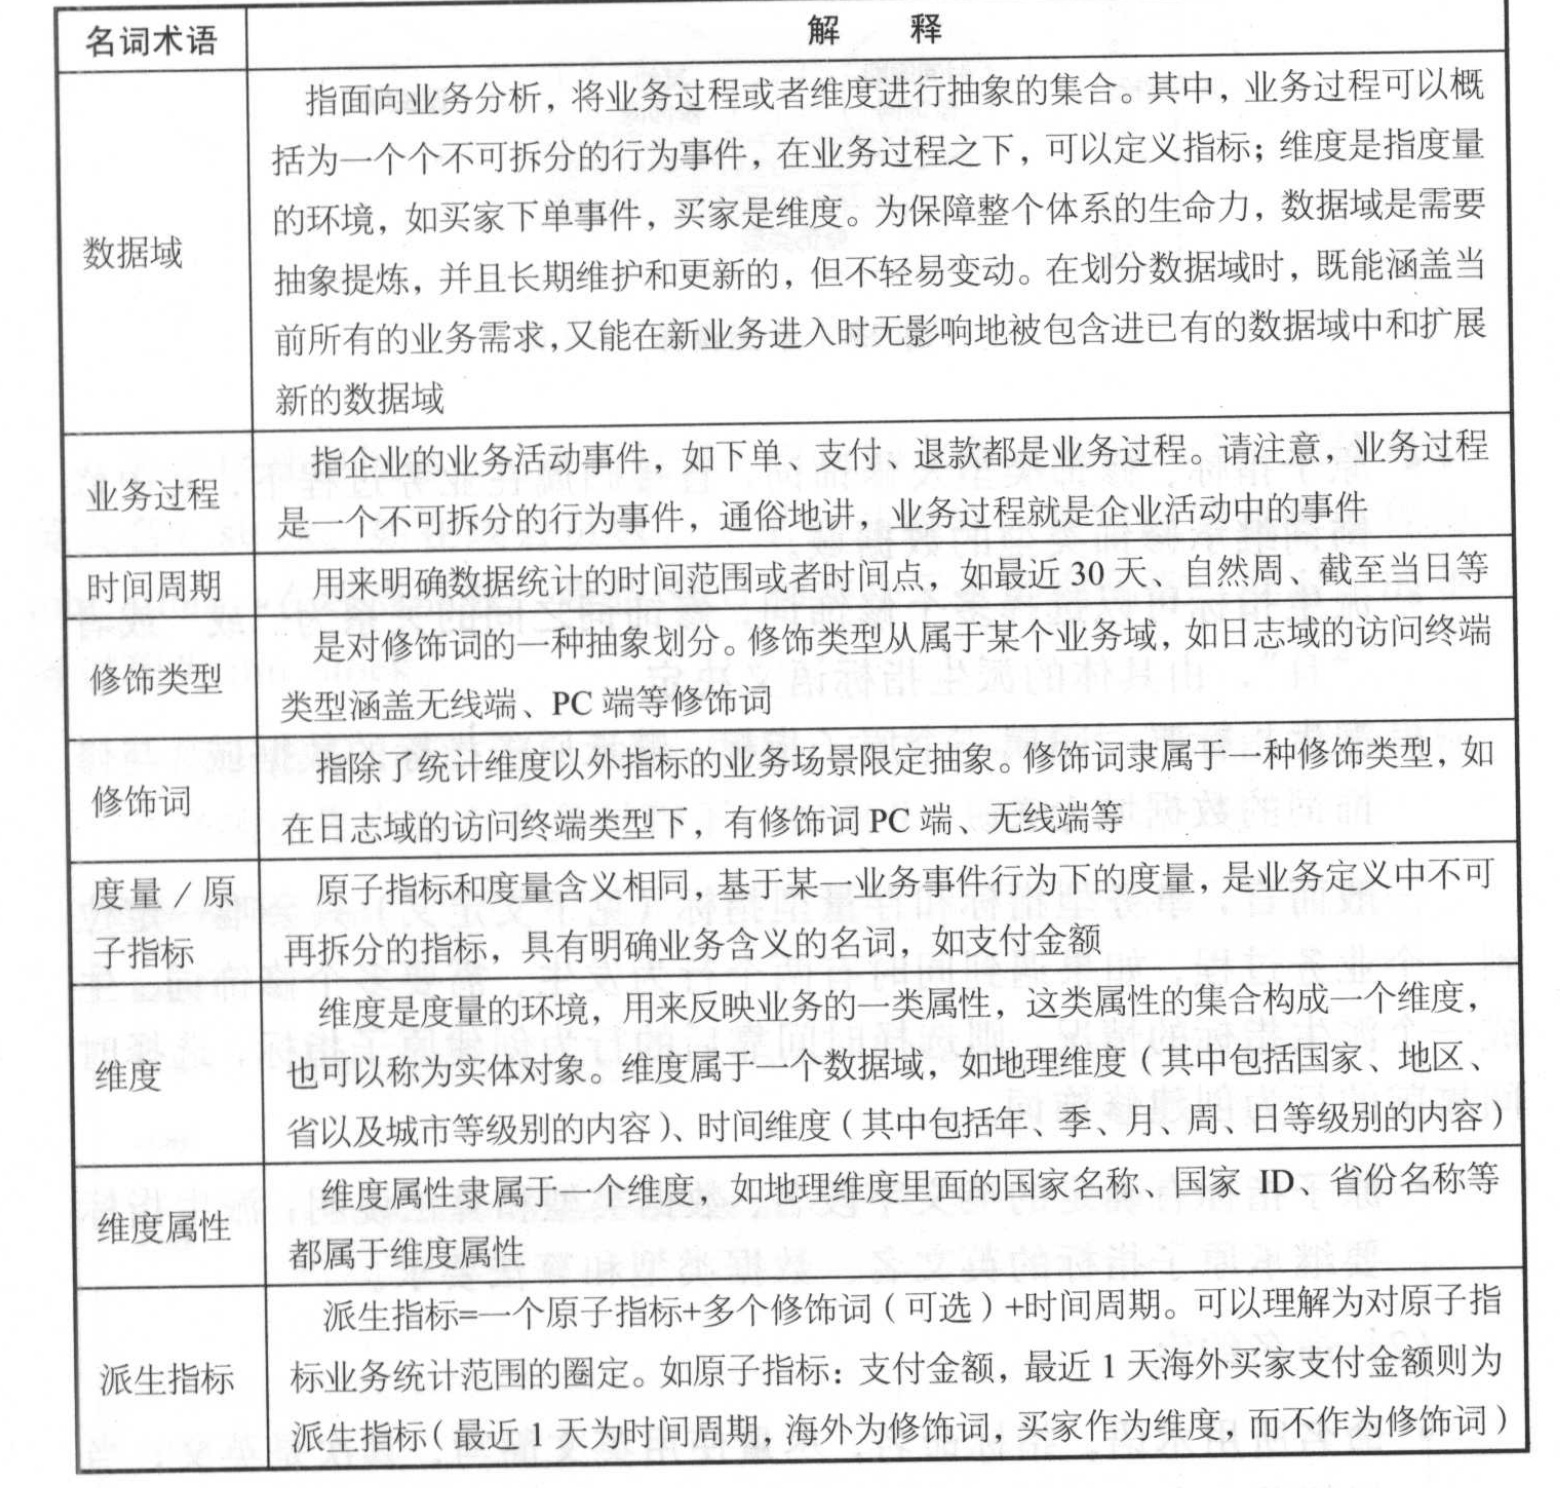 名词术语
解 释
数据域
指面向业务分析，将业务过程或者维度进行抽象的集合。其中，业务过程可以概
括为一个个不可拆分的行为事件，在业务过程之下，可以定义指标；维度是指度量
的环境，如买家下单事件，买家是维度。为保障整个体系的生命力，数据域是需要
抽象提炼，并且长期维护和更新的，但不轻易变动。在划分数据域时，既能涵盖当
前所有的业务需求，又能在新业务进入时无影响地被包含进已有的数据域中和扩展
新的数据域
业务过程
指企业的业务活动事件，如下单、支付、退款都是业务过程。请注意，业务过程
是一个不可拆分的行为事件，通俗地讲，业务过程就是企业活动中的事件
时间周期
用来明确数据统计的时间范围或者时间点，如最近 30 天、自然周、截至当日等
修饰类型
是对修饰词的一种抽象划分。修饰类型从属于某个业务域，如日志域的访问终端
类型涵盖无线端、PC 端等修饰词
修饰词
指除了统计维度以外指标的业务场景限定抽象。修饰词隶属于一种修饰类型，如
在日志域的访问终端类型下，有修饰词 PC 端、无线端等
度量 / 原
子指标
原子指标和度量含义相同，基于某一业务事件行为下的度量，是业务定义中不可
再拆分的指标，具有明确业务含义的名词，如支付金额
维度
维度是度量的环境，用来反映业务的一类属性，这类属性的集合构成一个维度，
也可以称为实体对象。维度属于一个数据域，如地理维度（其中包括国家、地区、
省以及城市等级别的内容）、时间维度（其中包括年、季、月、周、日等级别的内容）
维度属性
维度属性隶属于一个维度，如地理维度里面的国家名称、国家 ID、省份名称等
都属于维度属性
派生指标
派生指标=一个原子指标+多个修饰词（可选）+时间周期。可以理解为对原子指
标业务统计范围的圈定。如原子指标：支付金额，最近 1 天海外买家支付金额则为
派生指标（最近 1 天为时间周期，海外为修饰词，买家作为维度，而不作为修饰词）